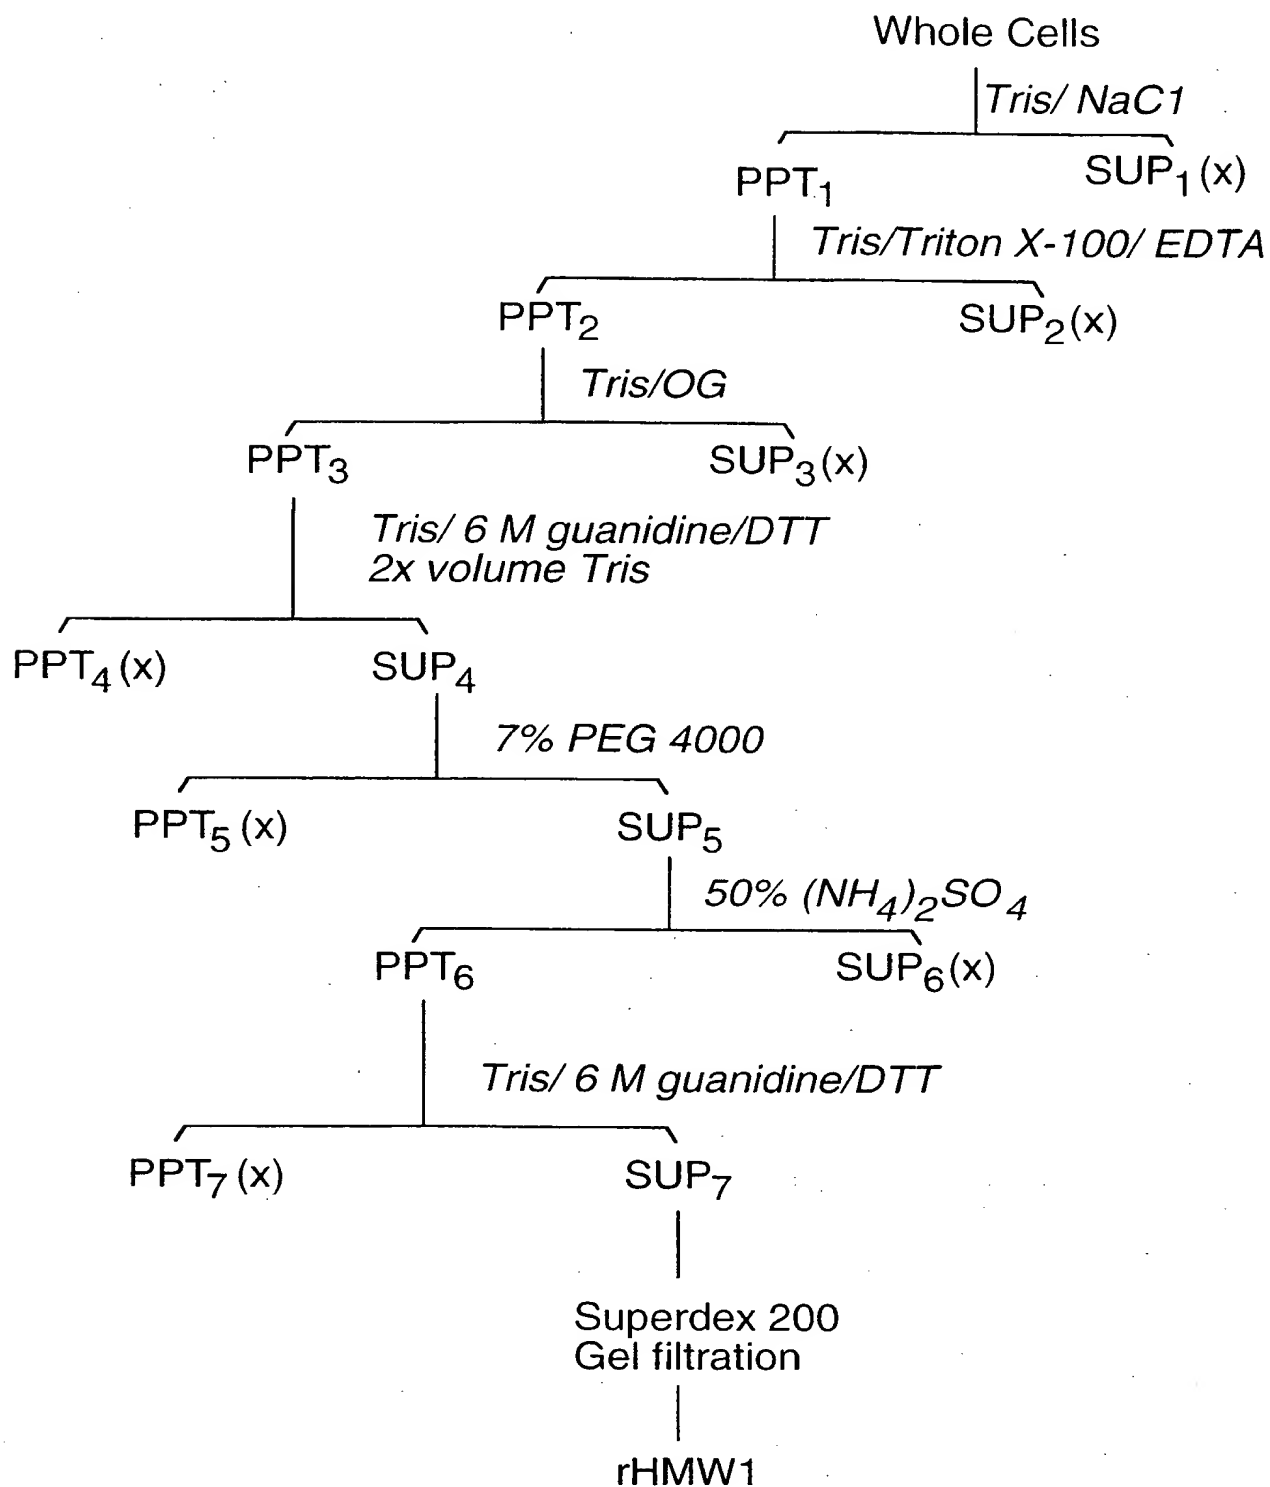 Whole Cells
Tris/ NaC1
PPT1 SUP1 (x)
Tris/Triton X-100/ EDTA
PPT2 SUP2(x)
Tris/OG
PPT3 SUP3(x)
Tris/ 6 M guanidine/DTT
2x volume Tris
PPT4 (x) SUP4
7% PEG 4000
PPT5 (x) SUP5
50% (NH4)2SO4
PPT6 SUP6(x)
Tris/ 6 M guanidine/DTT
PPT7 (x) SUP7
Superdex 200
Gel filtration
rHMW1